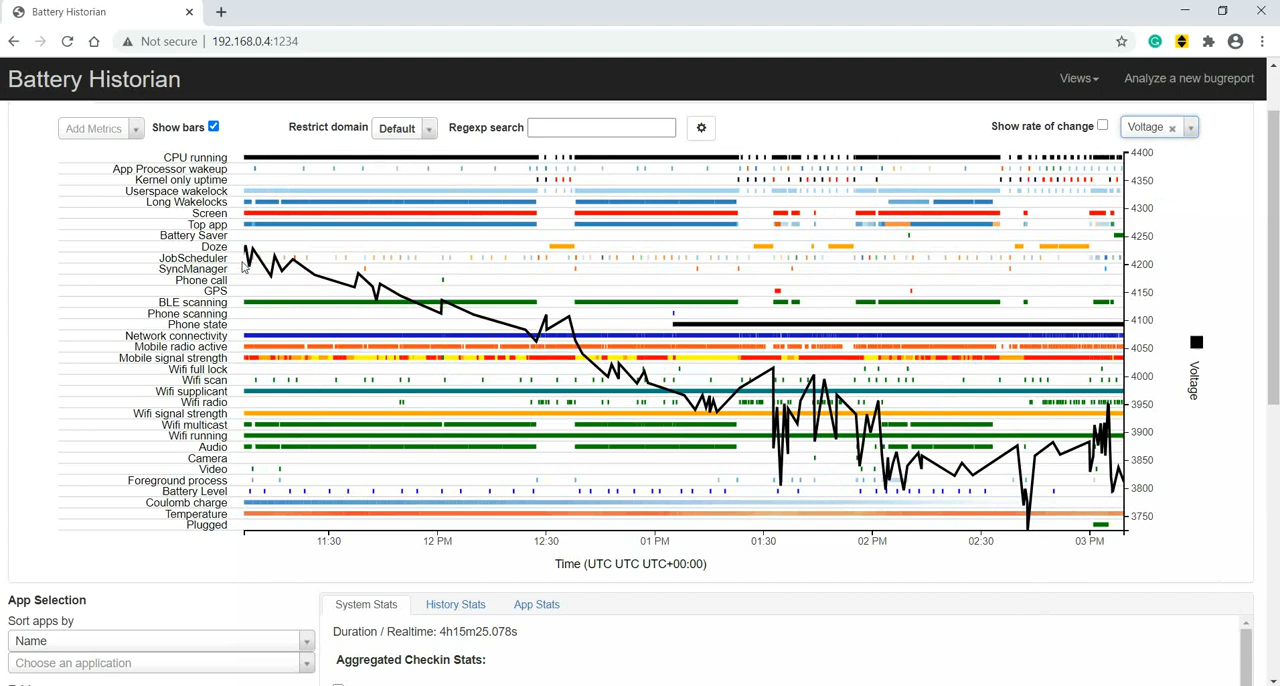 Battery Historian
Not secure | 192.168.0.4:1234
Battery Historian
Views
Analyze a new bugreport
Add Metrics
Show bars
Restrict domain
Default
Regexp search
Show rate of change
Voltage
CPU running
App Processor wakeup
Kernel only uptime
Userspace wakelock
Long Wakelocks
Screen
Top app
Battery Saver
Doze
JobScheduler
SyncManager
Phone call
GPS
BLE scanning
Phone scanning
Phone state
Network connectivity
Mobile radio active
Mobile signal strength
Wifi full lock
Wifi scan
Wifi supplicant
Wifi radio
Wifi signal strength
Wifi multicast
Wifi running
Audio
Camera
Video
Foreground process
Battery Level
Coulomb charge
Temperature
Plugged
4400
4350
4300
4250
4200
4150
4100
4050
4000
3950
3900
3850
3800
3750
Voltage
11:30
12 PM
12:30
01 PM
01:30
02 PM
02:30
03 PM
Time (UTC UTC UTC+00:00)
App Selection
Sort apps by
Name
Choose an application
System Stats
History Stats
App Stats
Duration / Realtime: 4h15m25.078s
Aggregated Checkin Stats: